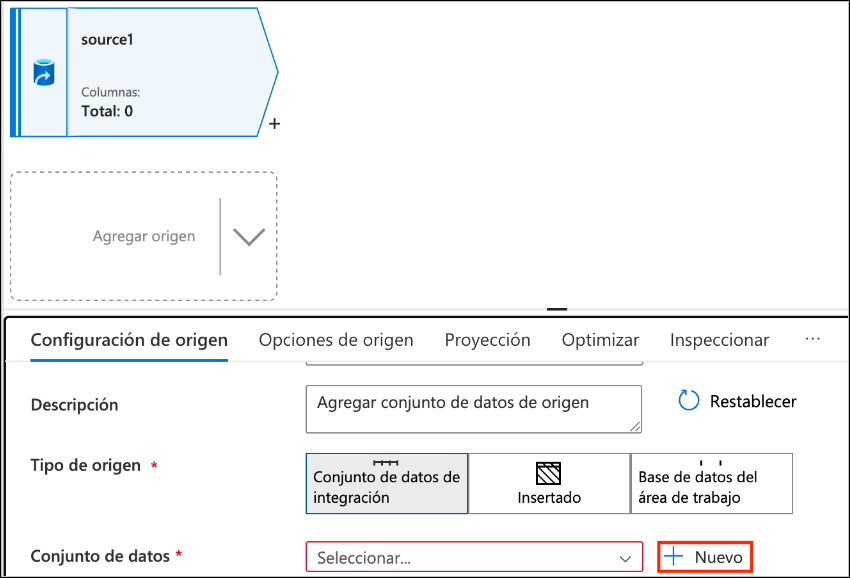 source1
Columnas:
Total: 0
+
Agregar origen
Configuración de origen Opciones de origen Proyección Optimizar Inspeccionar ...
Descripción Agregar conjunto de datos de origen Restablecer
Tipo de origen * Conjunto de datos de
integración Insertado Base de datos del
área de trabajo
Conjunto de datos * Seleccionar... + Nuevo